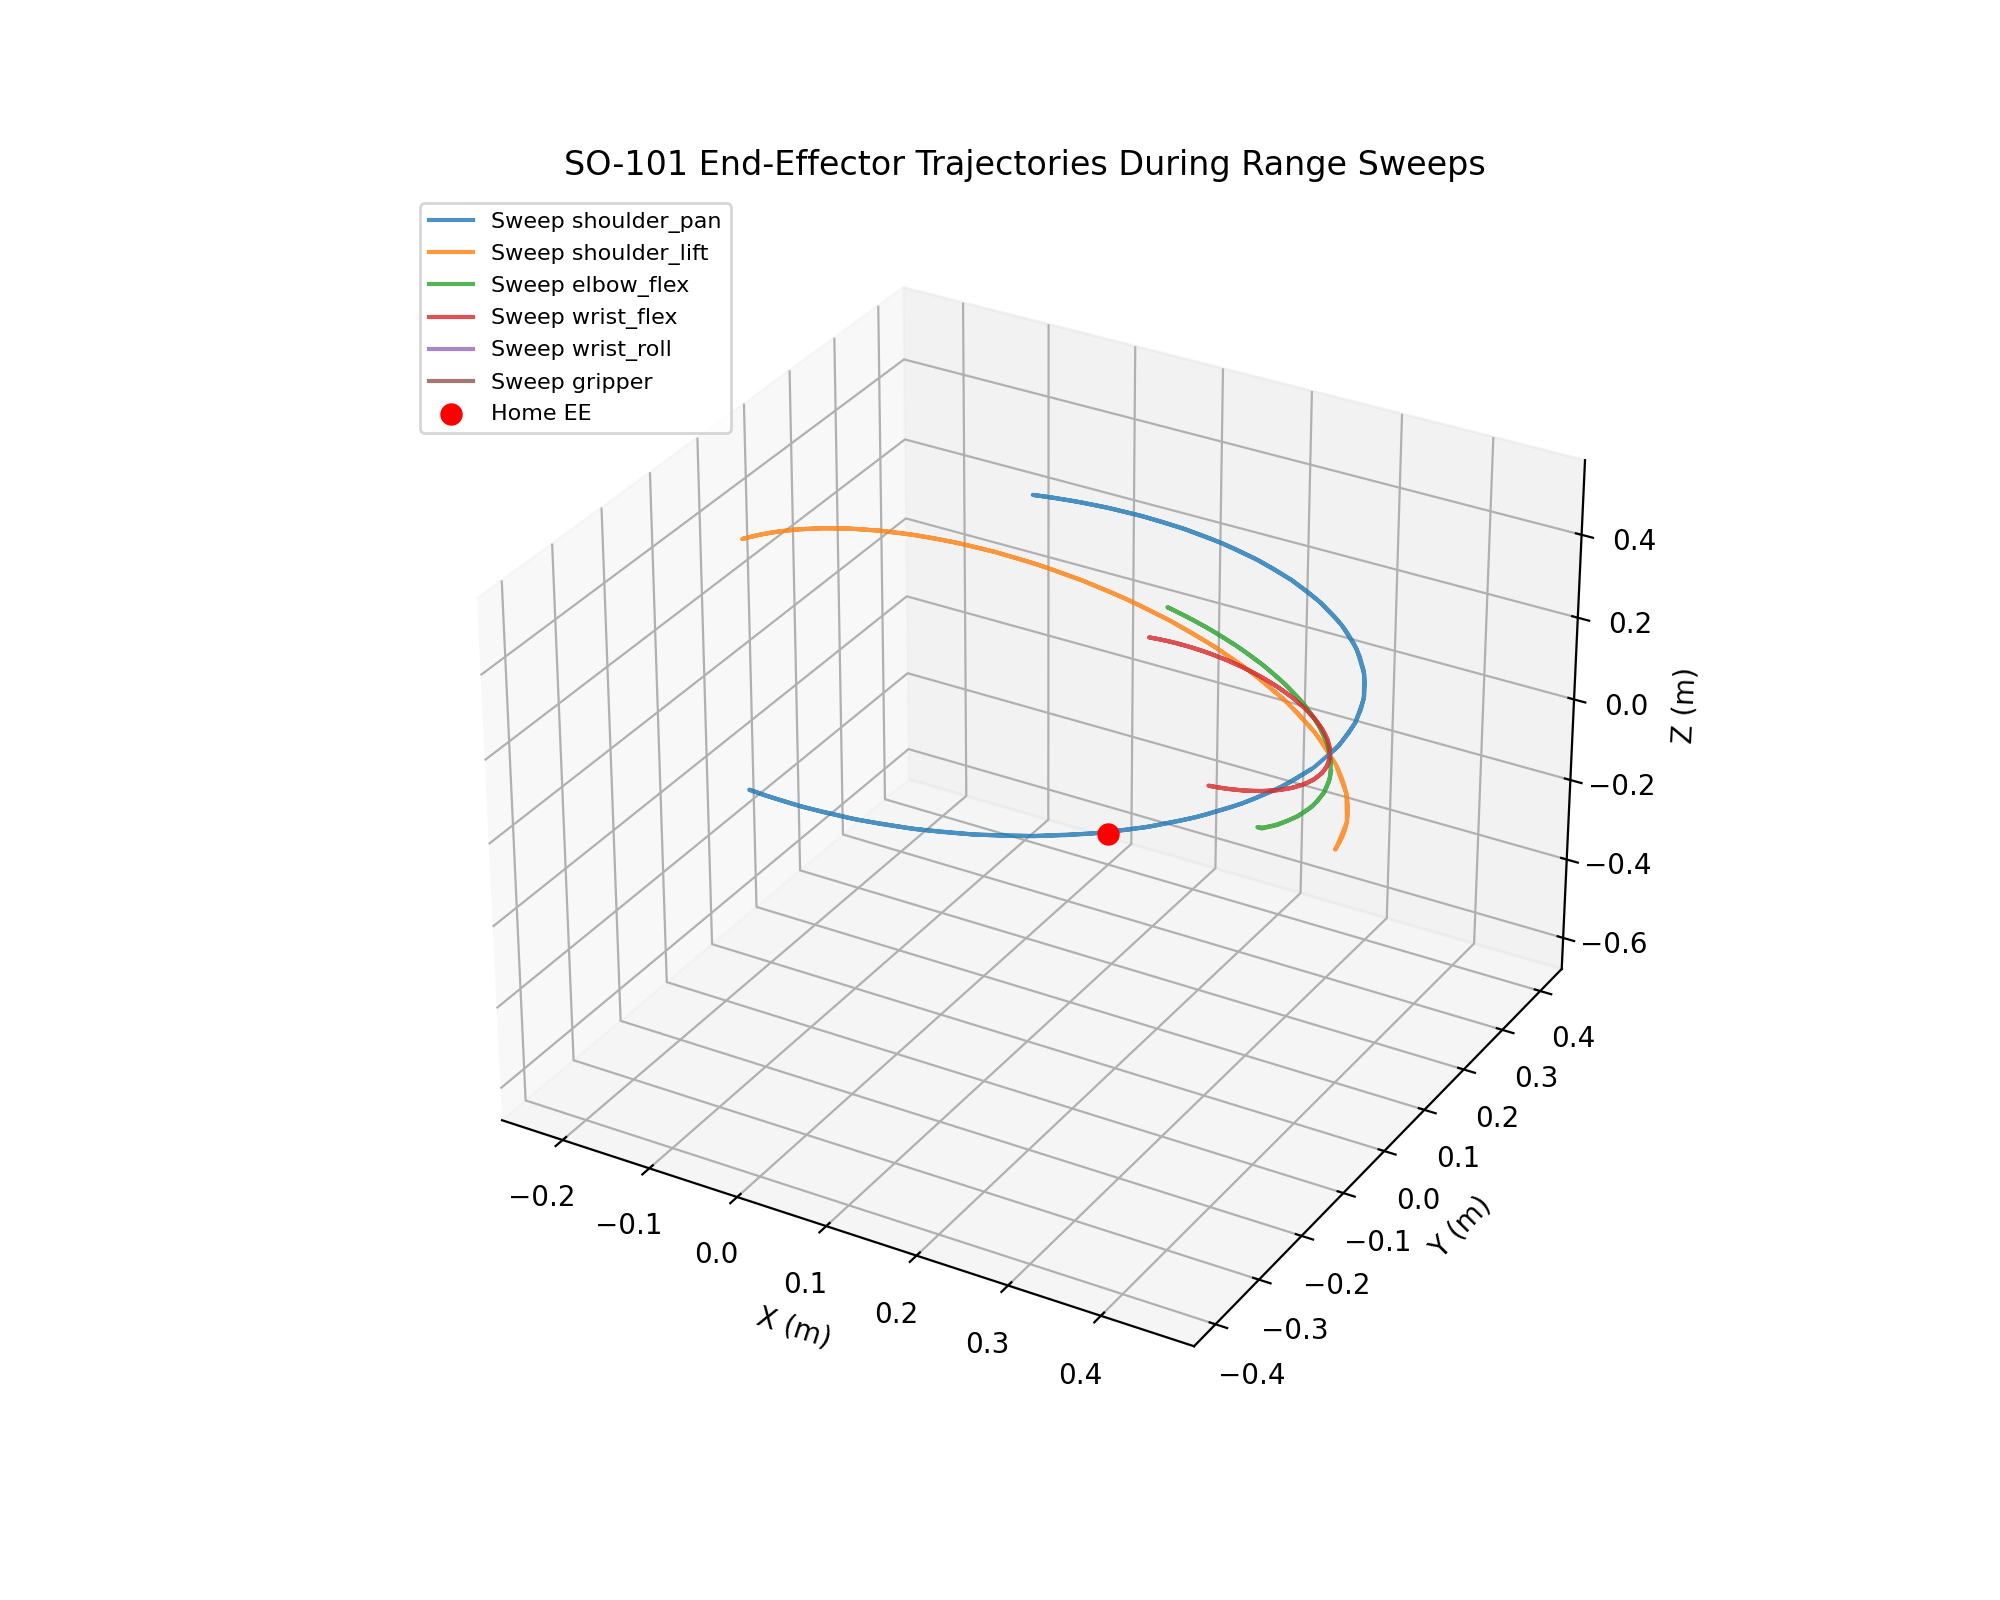 SO-101 End-Effector Trajectories During Range Sweeps
Sweep shoulder_pan
Sweep shoulder_lift
Sweep elbow_flex
Sweep wrist_flex
Sweep wrist_roll
Sweep gripper
Home EE
0.4
0.2
0.0
−0.2
−0.4
−0.6
Z (m)
0.4
0.3
0.2
0.1
0.0
−0.1
−0.2
−0.3
−0.4
Y (m)
−0.2
−0.1
0.0
0.1
0.2
0.3
0.4
X (m)